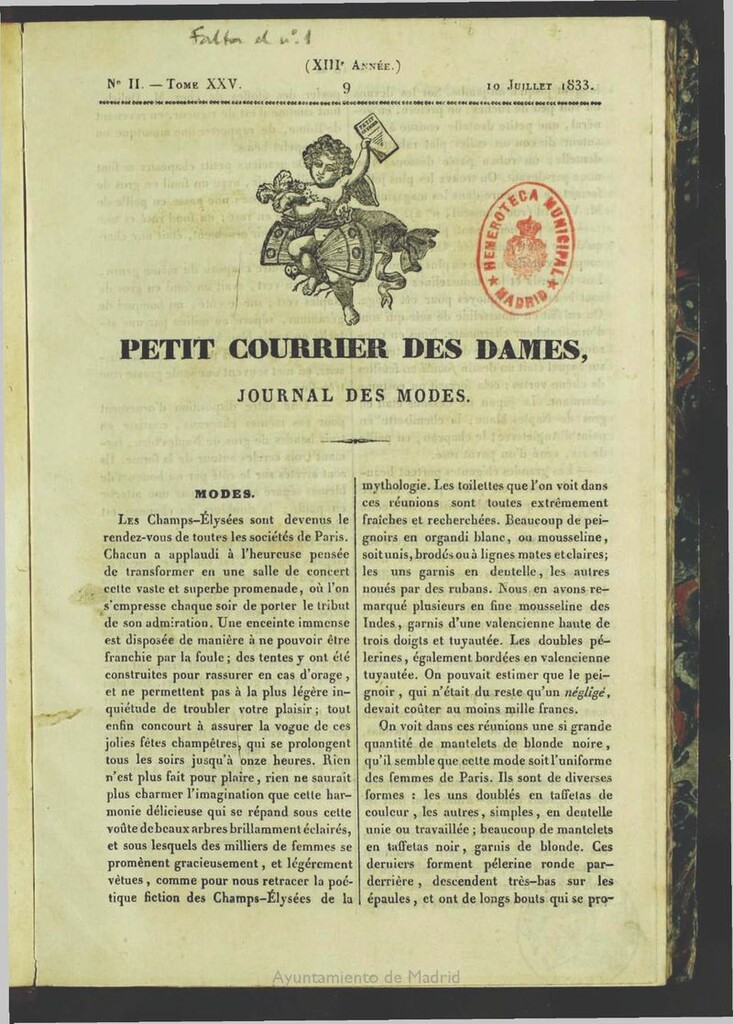 Falta el nº 1
(XIIIᵉ Année.)
Nº II. — Tome XXV.
9
10 Juillet 1833.
HEMEROTECA MUNICIPAL
MADRID
PETIT COURRIER DES DAMES,
JOURNAL DES MODES.
MODES.
Les Champs-Élysées sont devenus le
rendez-vous de toutes les sociétés de Paris.
Chacun a applaudi à l'heureuse pensée
de transformer en une salle de concert
cette vaste et superbe promenade, où l'on
s'empresse chaque soir de porter le tribut
de son admiration. Une enceinte immense
est disposée de manière à ne pouvoir être
franchie par la foule ; des tentes y ont été
construites pour rassurer en cas d'orage ,
et ne permettent pas à la plus légère in-
quiétude de troubler votre plaisir ; tout
enfin concourt à assurer la vogue de ces
jolies fêtes champêtres, qui se prolongent
tous les soirs jusqu'à onze heures. Rien
n'est plus fait pour plaire , rien ne saurait
plus charmer l'imagination que cette har-
monie délicieuse qui se répand sous cette
voûte de beaux arbres brillamment éclairés,
et sous lesquels des milliers de femmes se
promènent gracieusement , et légérement
vêtues , comme pour nous retracer la poé-
tique fiction des Champs-Élysées de la
mythologie. Les toilettes que l'on voit dans
ces réunions sont toutes extrêmement
fraîches et recherchées. Beaucoup de pei-
gnoirs en organdi blanc, ou mousseline,
soit unis, brodés ou à lignes mates et claires;
les uns garnis en dentelle , les autres
noués par des rubans. Nous en avons re-
marqué plusieurs en fine mousseline des
Indes , garnis d'une valencienne haute de
trois doigts et tuyautée. Les doubles pé-
lerines , également bordées en valencienne
tuyautée. On pouvait estimer que le pei-
gnoir , qui n'était du reste qu'un négligé,
devait coûter au moins mille francs.
On voit dans ces réunions une si grande
quantité de mantelets de blonde noire ,
qu'il semble que cette mode soit l'uniforme
des femmes de Paris. Ils sont de diverses
formes : les uns doublés en taffetas de
couleur , les autres, simples , en dentelle
unie ou travaillée ; beaucoup de mantelets
en taffetas noir, garnis de blonde. Ces
derniers forment pélerine ronde par-
derrière , descendent très-bas sur les
épaules , et ont de longs bouts qui se pro-
Ayuntamiento de Madrid